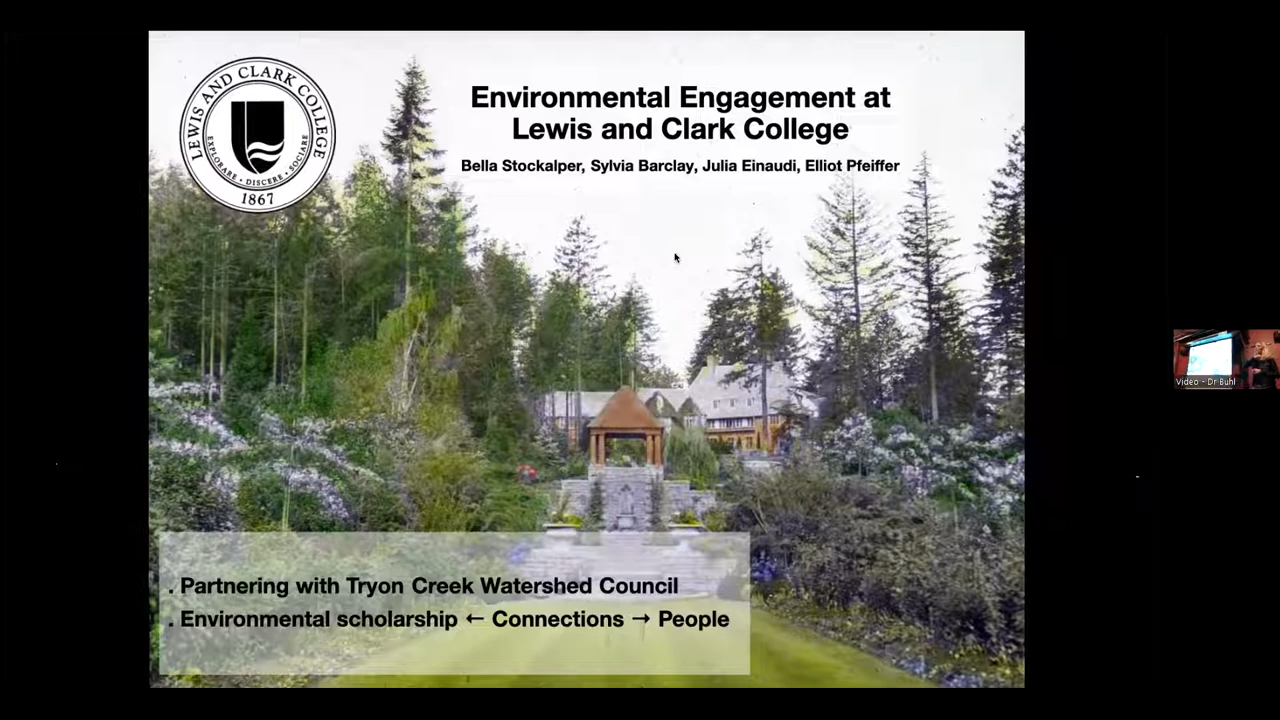 LEWIS AND CLARK COLLEGE
EXPLORARE • DISCERE • SOCIARE
1867
Environmental Engagement at
Lewis and Clark College
Bella Stockalper, Sylvia Barclay, Julia Einaudi, Elliot Pfeiffer
. Partnering with Tryon Creek Watershed Council
. Environmental scholarship ← Connections → People
Video - Dr Buhl